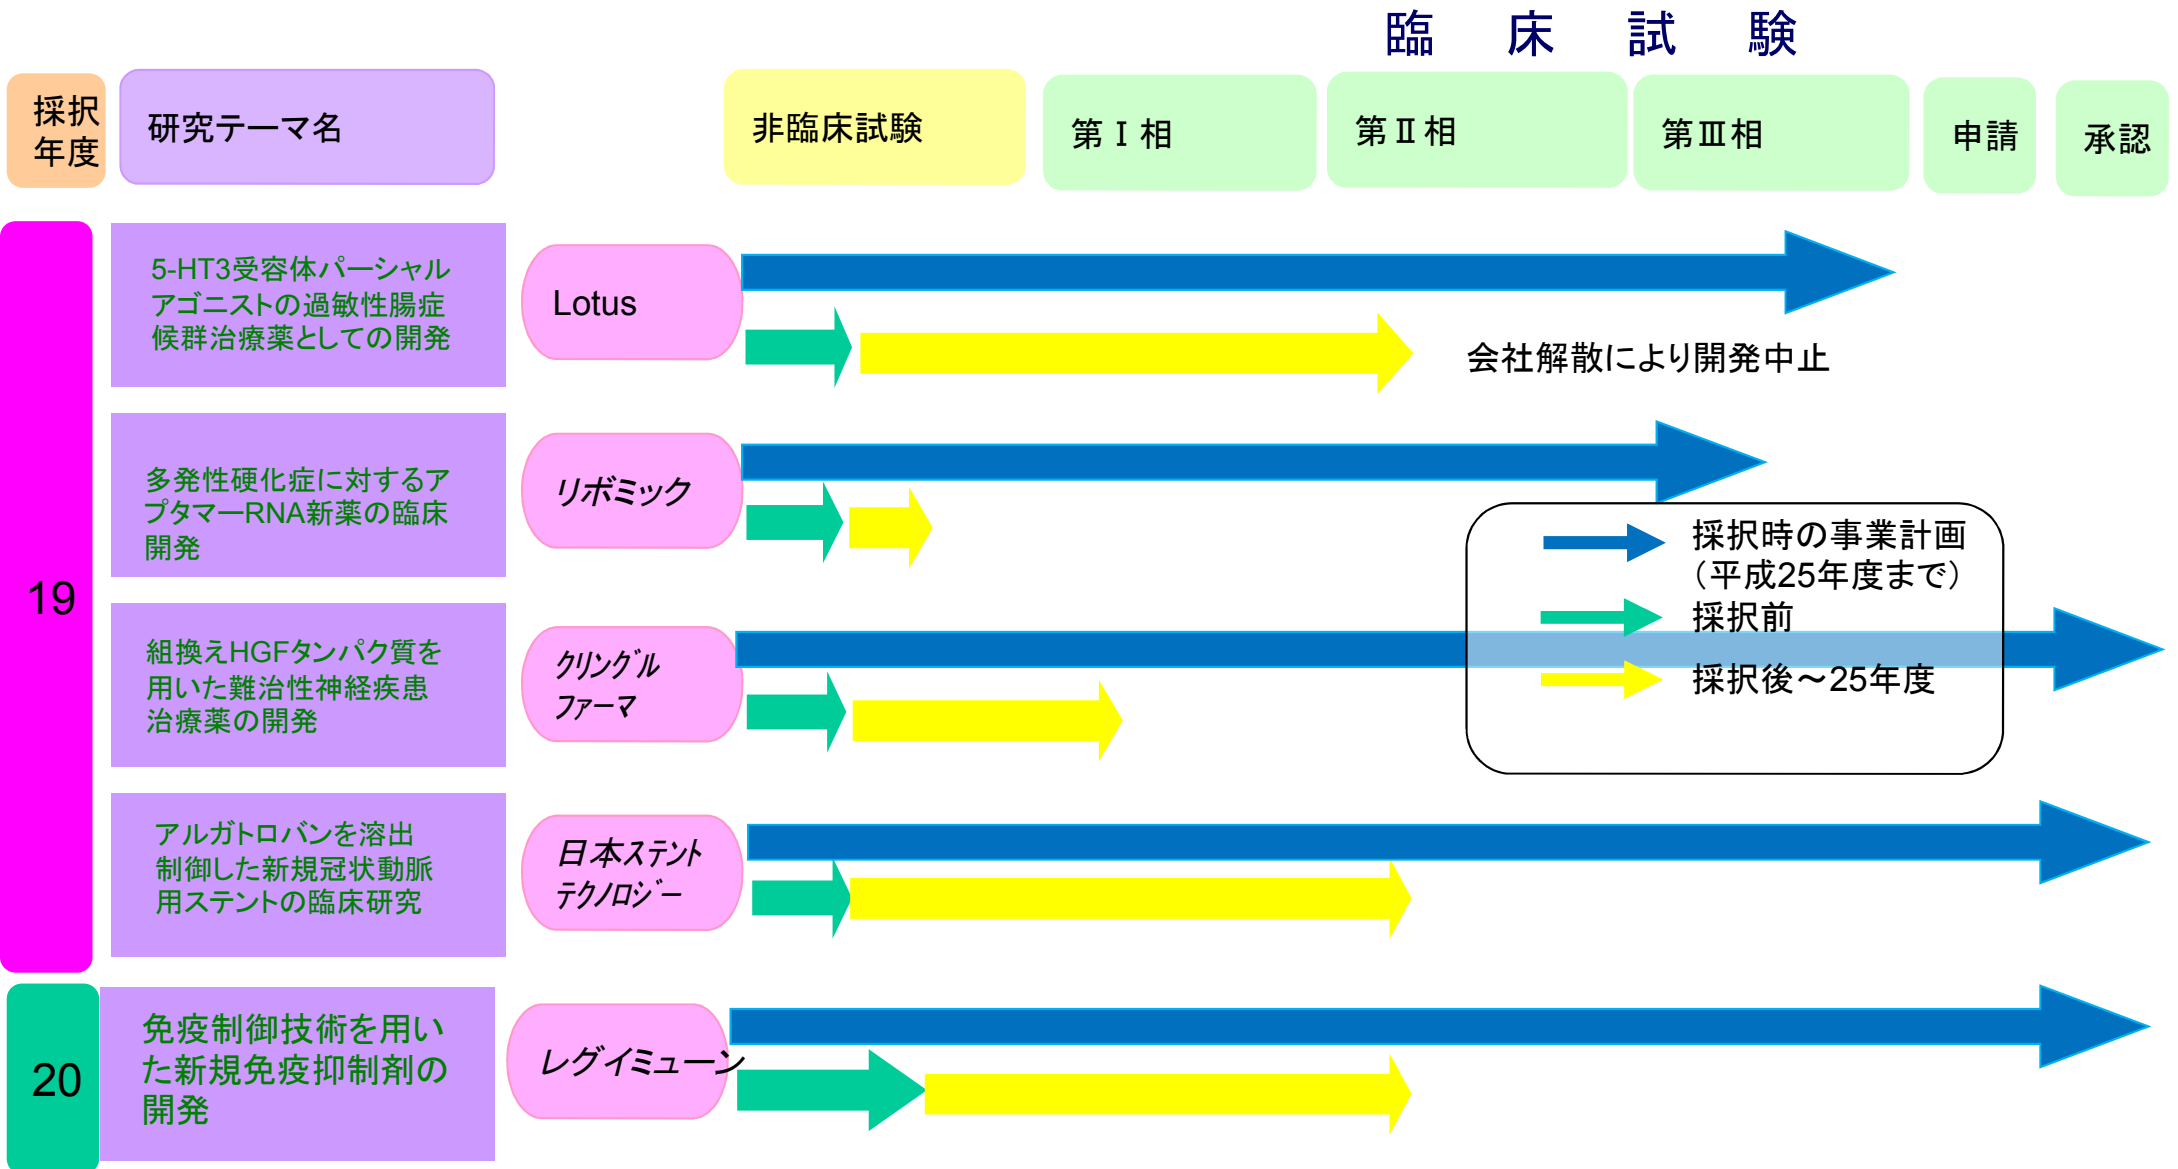 臨床試験
採択
年度
研究テーマ名
非臨床試験
第Ⅰ相
第Ⅱ相
第Ⅲ相
申請
承認
19
5-HT3受容体パーシャル
アゴニストの過敏性腸症
候群治療薬としての開発
Lotus
会社解散により開発中止
多発性硬化症に対するア
プタマーRNA新薬の臨床
開発
リボミック
採択時の事業計画
（平成25年度まで）
採択前
採択後～25年度
組換えHGFタンパク質を
用いた難治性神経疾患
治療薬の開発
クリングル
ファーマ
アルガトロバンを溶出
制御した新規冠状動脈
用ステントの臨床研究
日本ステント
テクノロジー
20
免疫制御技術を用い
た新規免疫抑制剤の
開発
レグイミューン